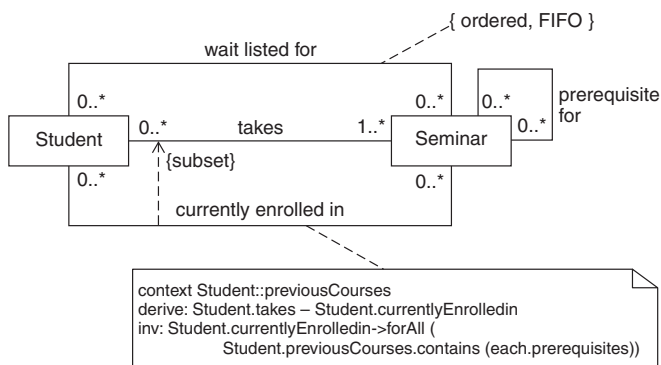 { ordered, FIFO }
wait listed for
0..*
0..*
0..*
prerequisite
for
0..*
Student
0..*
takes
1..*
Seminar
{subset}
0..*
0..*
currently enrolled in
context Student::previousCourses
derive: Student.takes – Student.currentlyEnrolledin
inv: Student.currentlyEnrolledin->forAll (
Student.previousCourses.contains (each.prerequisites))